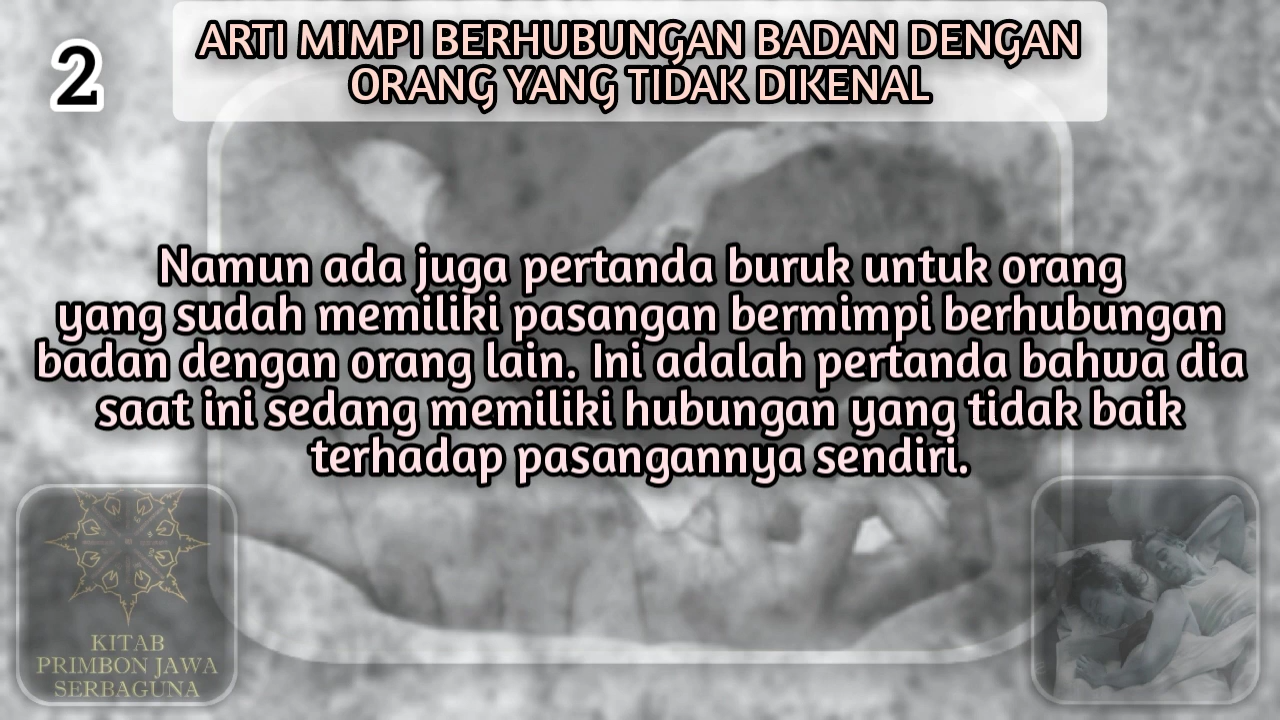 2
ARTI MIMPI BERHUBUNGAN BADAN DENGAN
ORANG YANG TIDAK DIKENAL
Namun ada juga pertanda buruk untuk orang
yang sudah memiliki pasangan bermimpi berhubungan
badan dengan orang lain. Ini adalah pertanda bahwa dia
saat ini sedang memiliki hubungan yang tidak baik
terhadap pasangannya sendiri.
KITAB
PRIMBON JAWA
SERBAGUNA